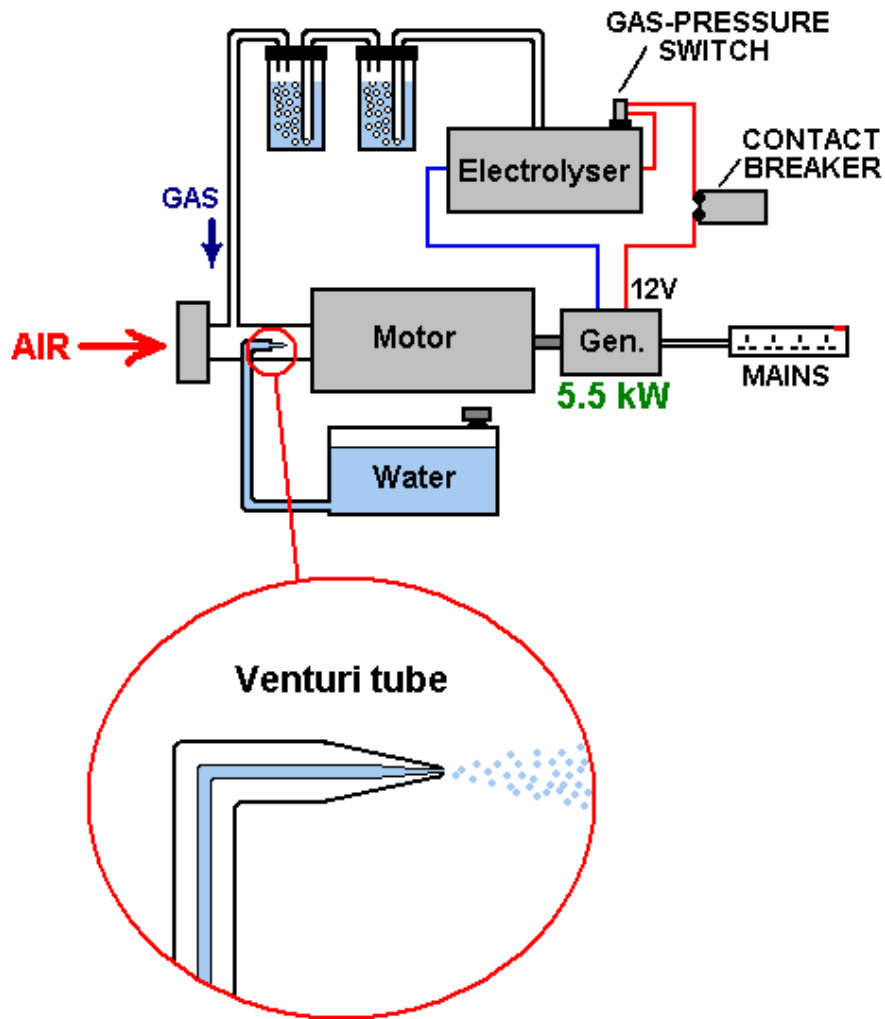 GAS-PRESSURE
SWITCH
CONTACT
BREAKER
Electrolyser
GAS
12V
AIR
Motor
Gen.
MAINS
5.5 kW
Water
Venturi tube